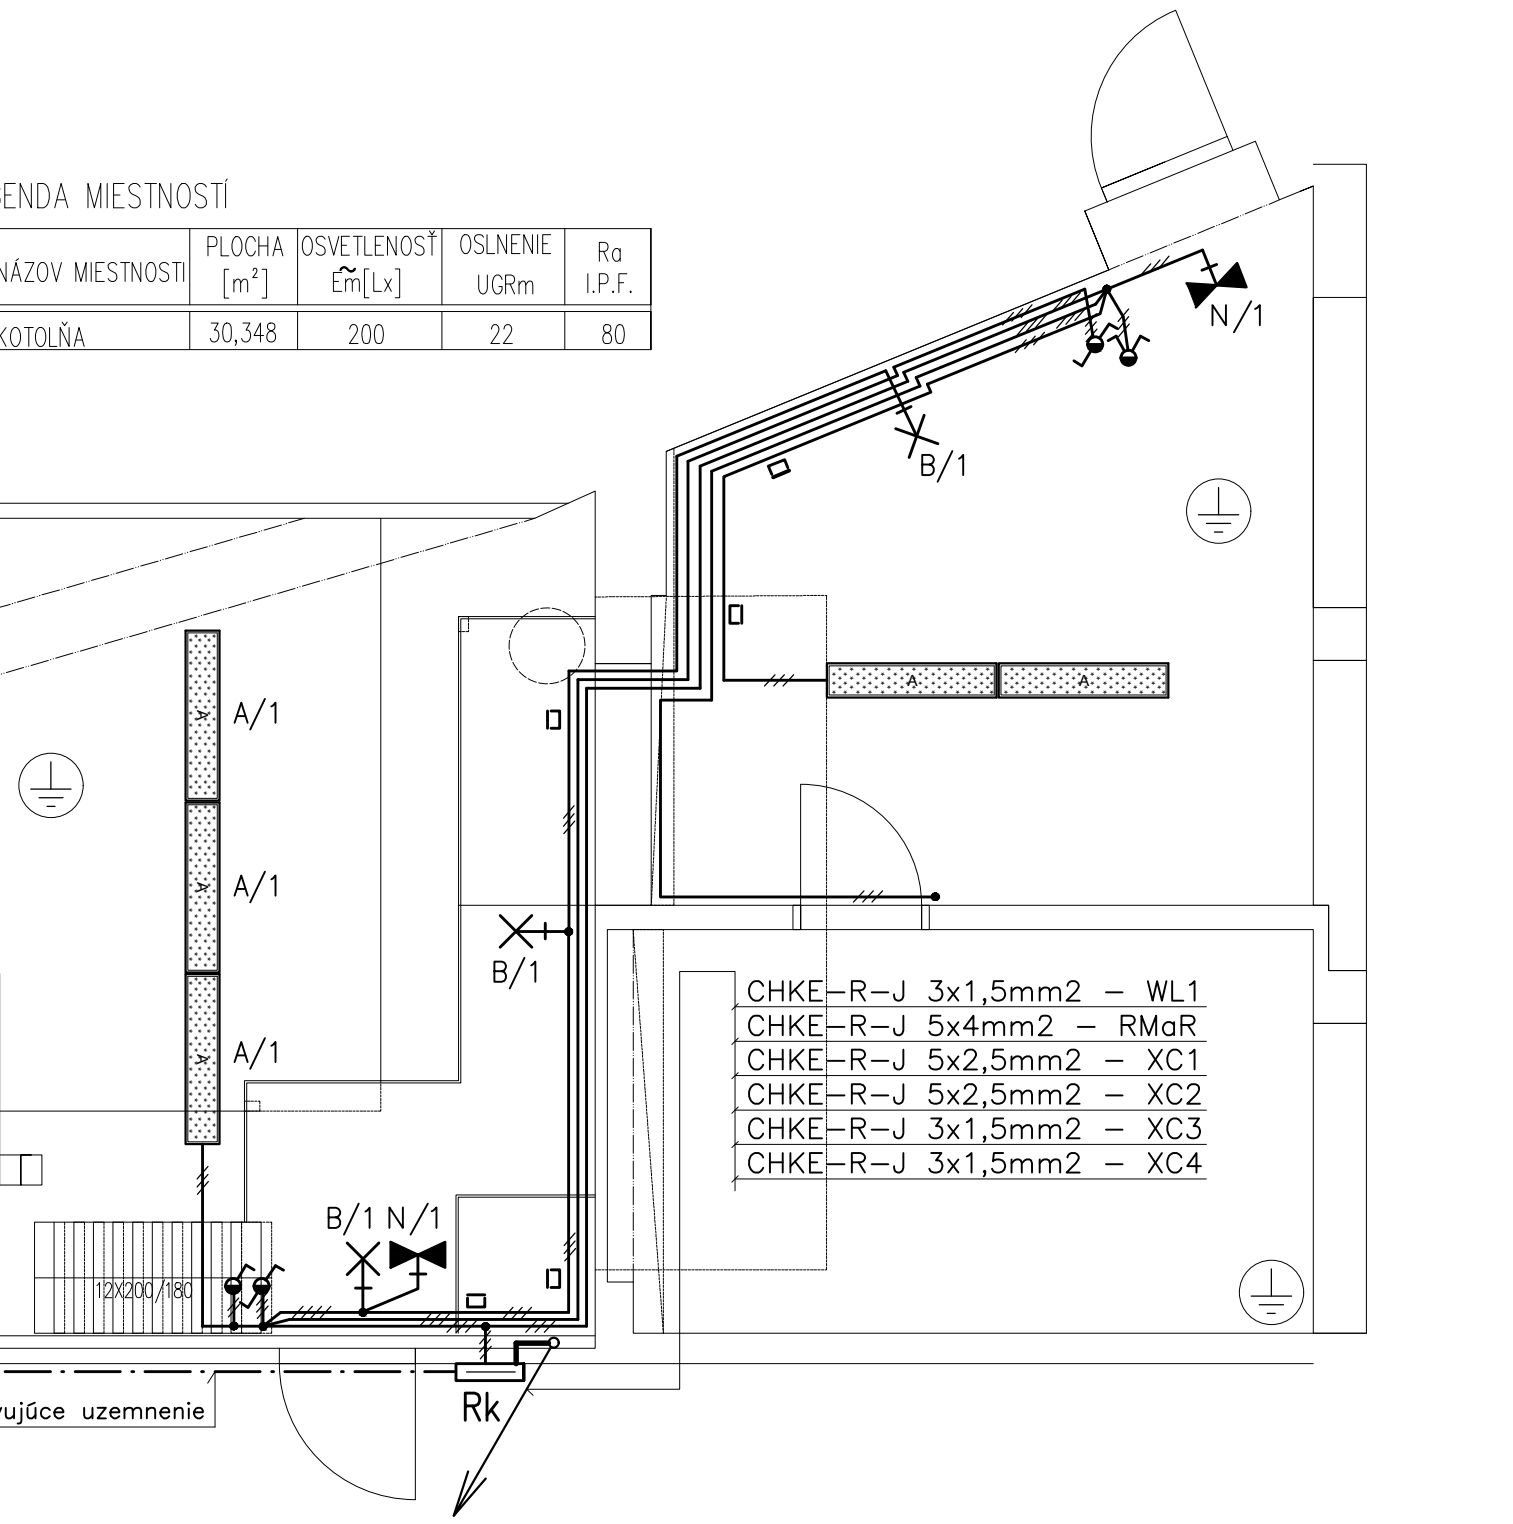 ENDA MIESTNOSTÍ
NÁZOV MIESTNOSTI
PLOCHA
[m²]
OSVETLENOSŤ
Ẽm[Lx]
OSLNENIE
UGRm
Ra
I.P.F.
KOTOLŇA
30,348
200
22
80
N/1
B/1
A
A
A
A/1
A
A/1
A
A/1
B/1
CHKE-R-J 3x1,5mm2 - WL1
CHKE-R-J 5x4mm2 - RMaR
CHKE-R-J 5x2,5mm2 - XC1
CHKE-R-J 5x2,5mm2 - XC2
CHKE-R-J 3x1,5mm2 - XC3
CHKE-R-J 3x1,5mm2 - XC4
B/1 N/1
12X200/180
Rk
vujúce uzemnenie